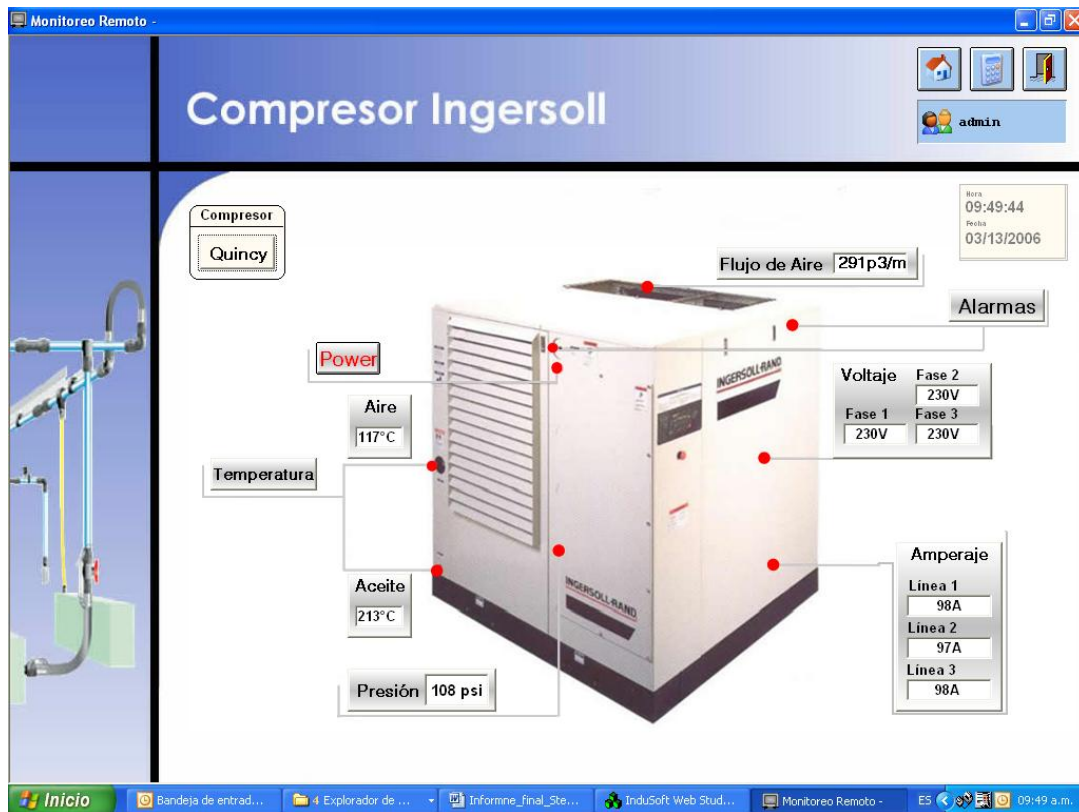 Monitoreo Remoto -
Compresor Ingersoll
admin
Hora
09:49:44
Fecha
03/13/2006
Compresor
Quincy
Flujo de Aire 291p3/m
Alarmas
Power
Voltaje Fase 2
230V
Fase 1 Fase 3
230V 230V
Aire
117°C
Temperatura
Aceite
213°C
Presión 108 psi
INGERSOLL-RAND
INGERSOLL-RAND
Amperaje
Línea 1
98A
Línea 2
97A
Línea 3
98A
Inicio
Bandeja de entrad...
4 Explorador de ...
Informne_final_Ste...
InduSoft Web Stud...
Monitoreo Remoto -
ES
09:49 a.m.